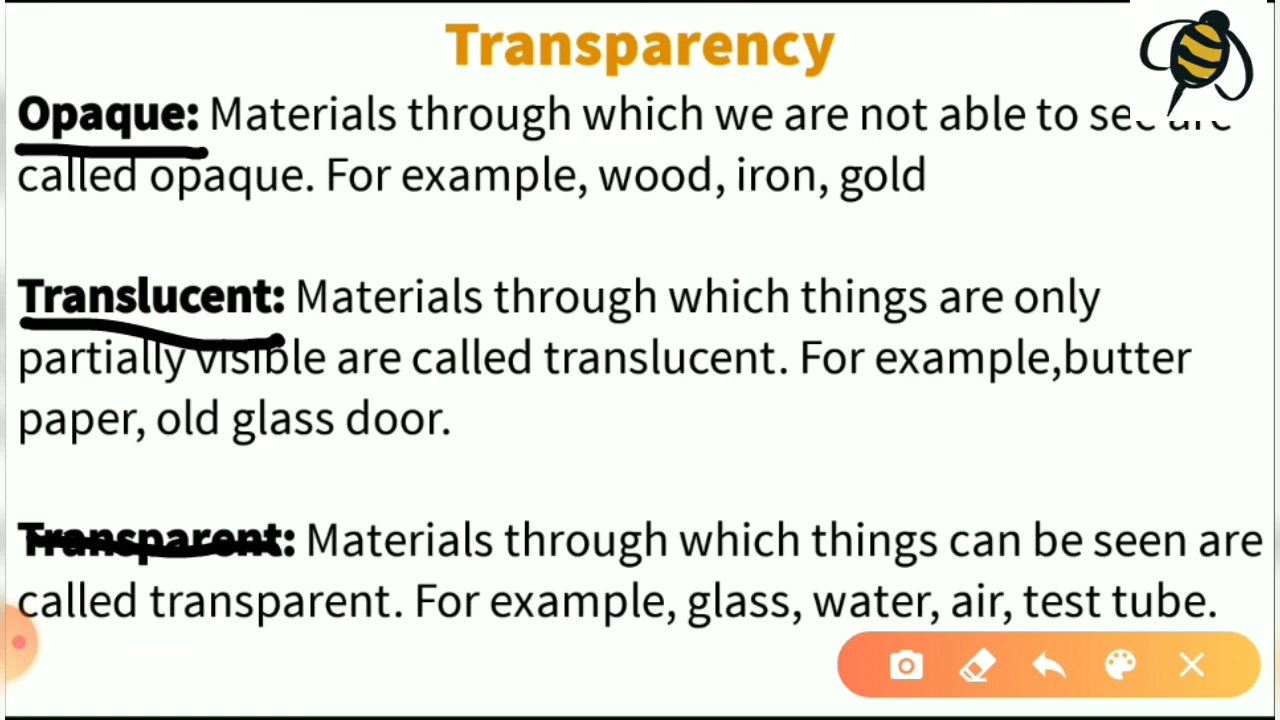 Transparency
Opaque: Materials through which we are not able to see are
called opaque. For example, wood, iron, gold
Translucent: Materials through which things are only
partially visible are called translucent. For example,butter
paper, old glass door.
Transparent: Materials through which things can be seen are
called transparent. For example, glass, water, air, test tube.